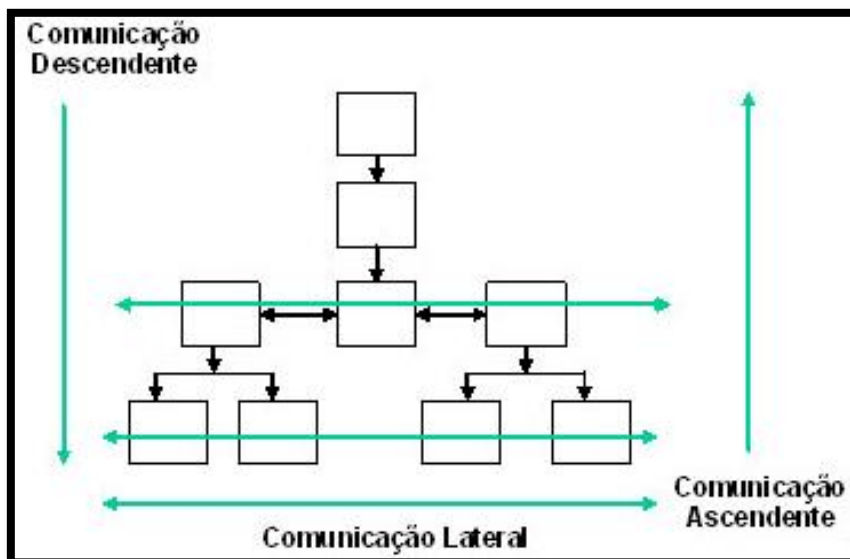 Comunicação
Descendente
Comunicação
Ascendente
Comunicação Lateral